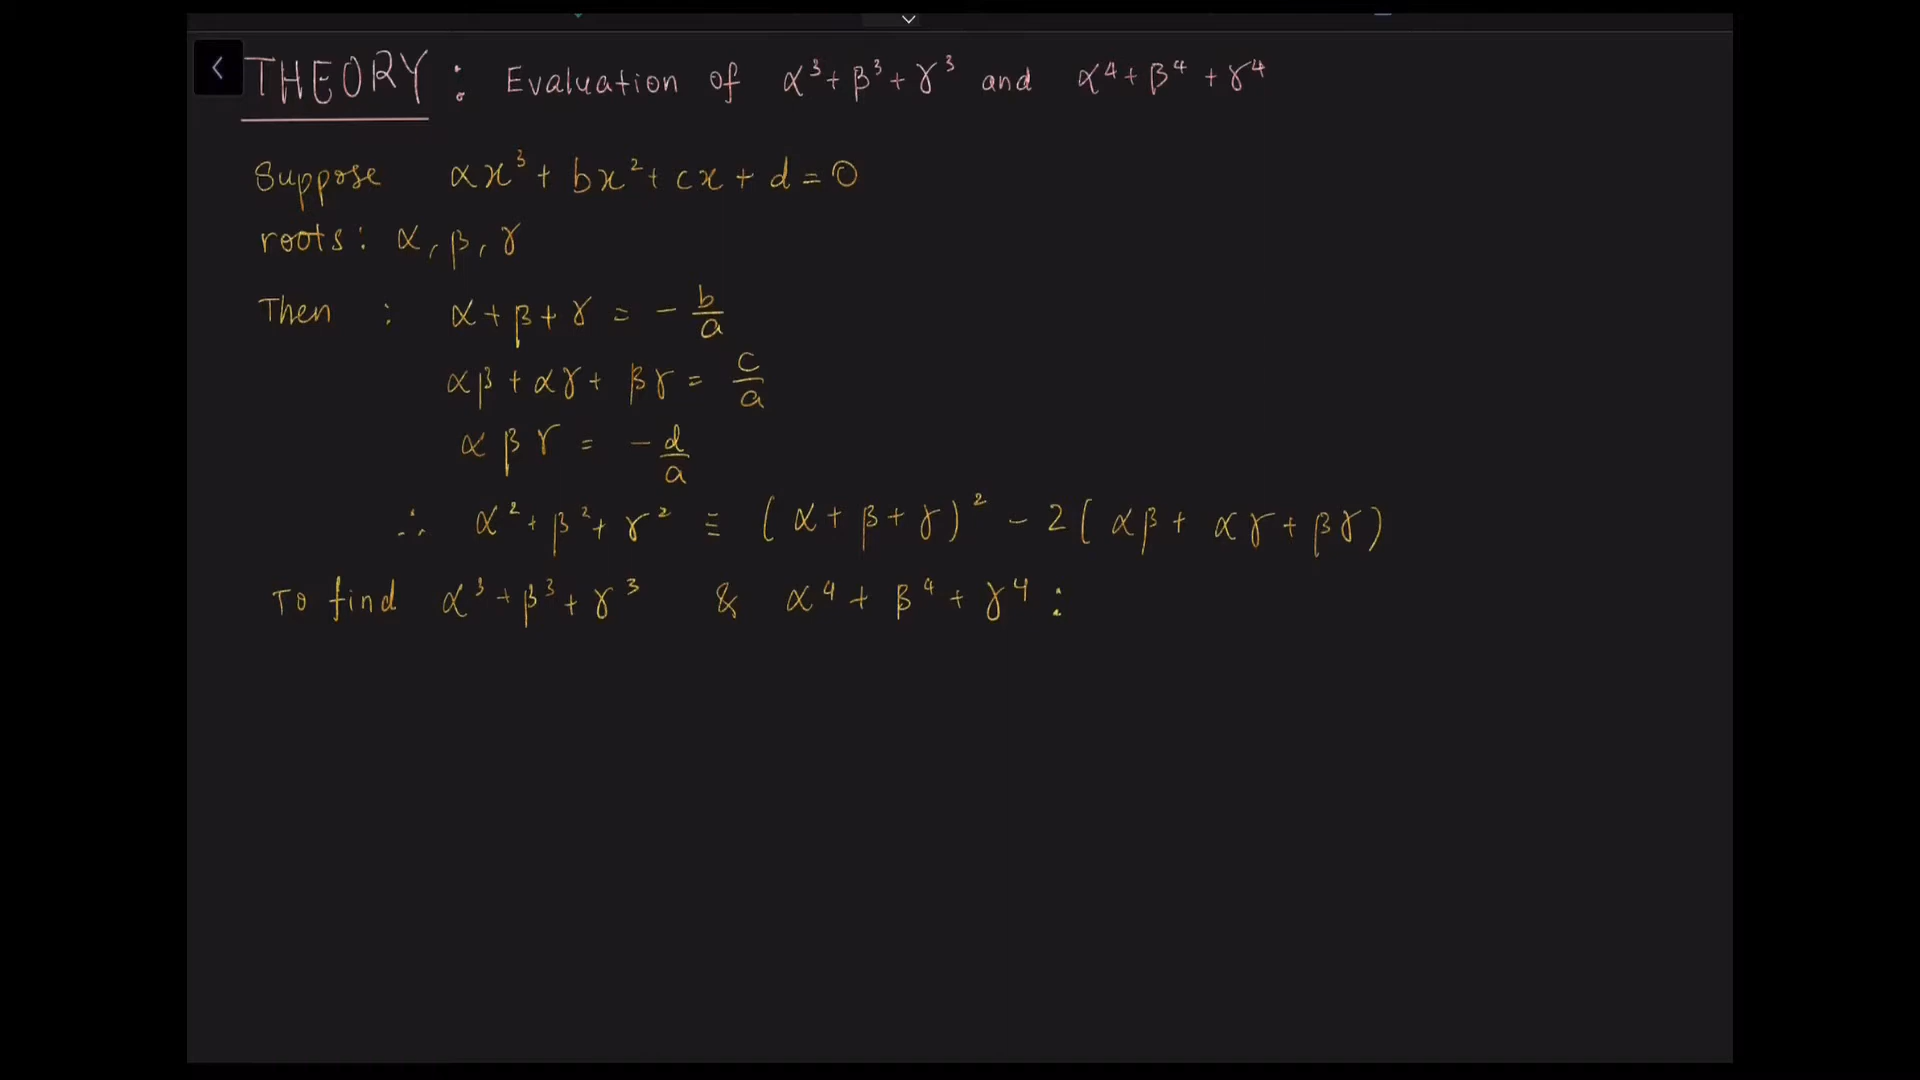 THEORY : Evaluation of α³+β³+γ³ and α⁴+β⁴+γ⁴
Suppose αx³+bx²+cx+d=0
roots: α, β, γ
Then : α+β+γ = -b/a
αβ+αγ+βγ = c/a
αβγ = -d/a
∴ α²+β²+γ² ≡ (α+β+γ)² - 2(αβ+αγ+βγ)
To find α³+β³+γ³ & α⁴+β⁴+γ⁴ :